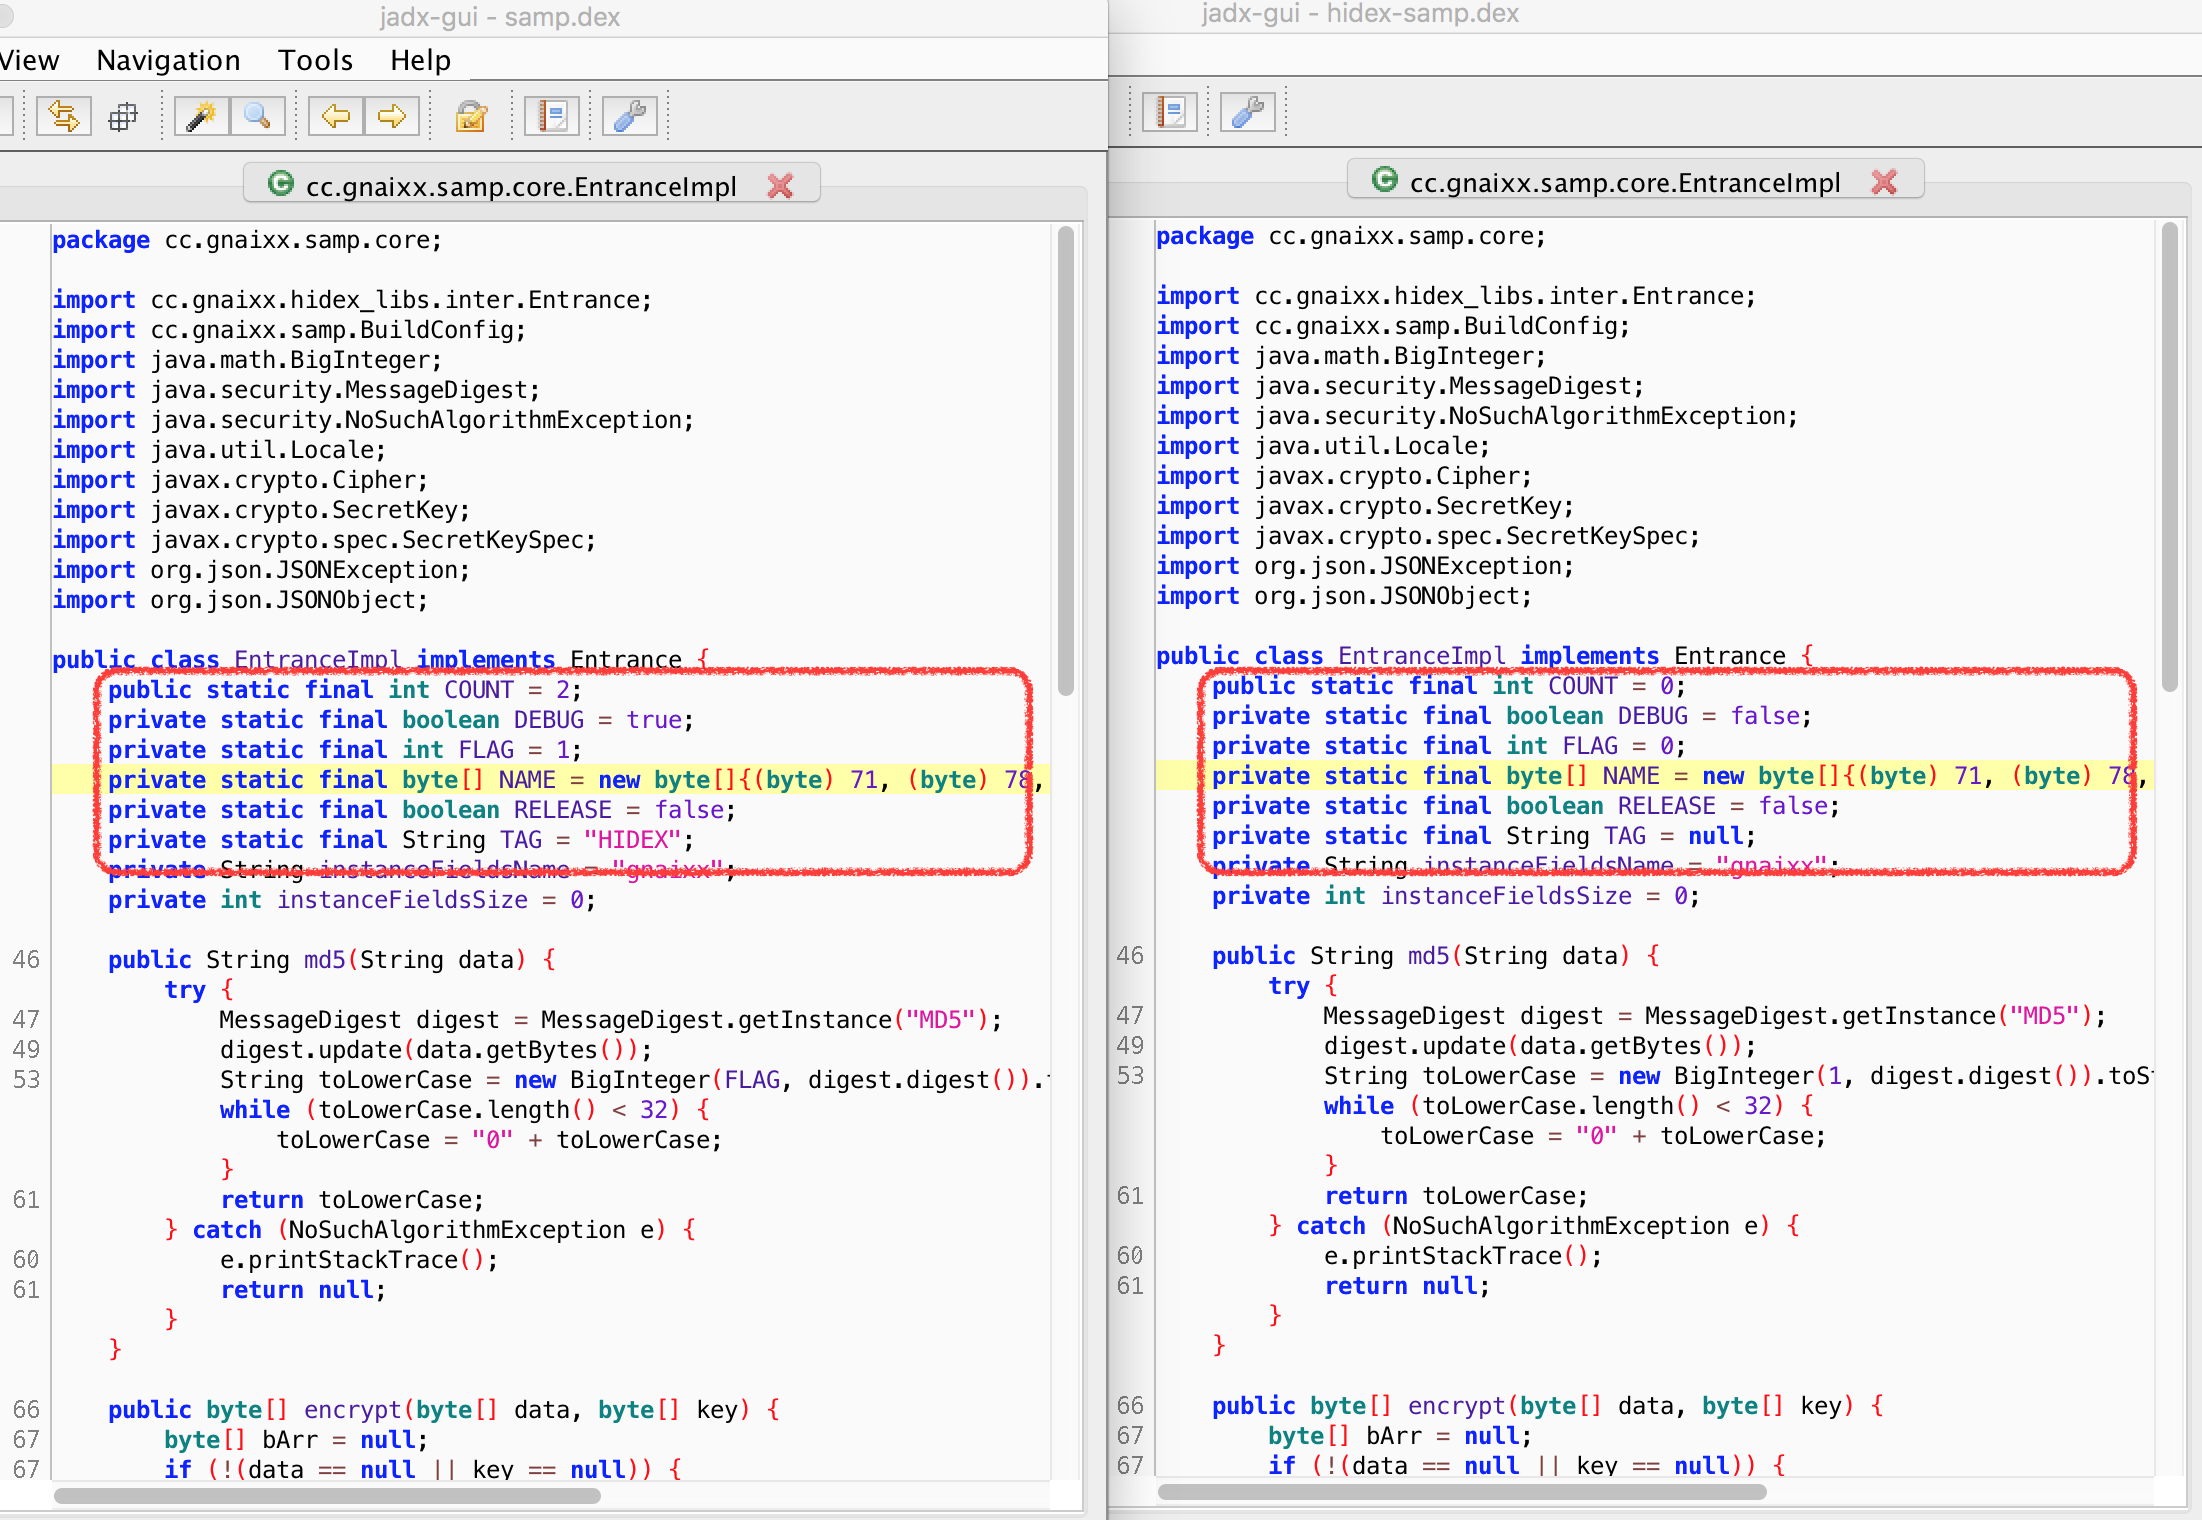 jadx-gui - samp.dex
View Navigation Tools Help
cc.gnaixx.samp.core.EntranceImpl
package cc.gnaixx.samp.core;
import cc.gnaixx.hidex_libs.inter.Entrance;
import cc.gnaixx.samp.BuildConfig;
import java.math.BigInteger;
import java.security.MessageDigest;
import java.security.NoSuchAlgorithmException;
import java.util.Locale;
import javax.crypto.Cipher;
import javax.crypto.SecretKey;
import javax.crypto.spec.SecretKeySpec;
import org.json.JSONException;
import org.json.JSONObject;
public class EntranceImpl implements Entrance {
public static final int COUNT = 2;
private static final boolean DEBUG = true;
private static final int FLAG = 1;
private static final byte[] NAME = new byte[]{(byte) 71, (byte) 78,
private static final boolean RELEASE = false;
private static final String TAG = "HIDEX";
private String instanceFieldsName = "gnaixx";
private int instanceFieldsSize = 0;
46 public String md5(String data) {
try {
47 MessageDigest digest = MessageDigest.getInstance("MD5");
49 digest.update(data.getBytes());
53 String toLowerCase = new BigInteger(FLAG, digest.digest()).
while (toLowerCase.length() < 32) {
toLowerCase = "0" + toLowerCase;
}
61 return toLowerCase;
} catch (NoSuchAlgorithmException e) {
60 e.printStackTrace();
61 return null;
}
}
66 public byte[] encrypt(byte[] data, byte[] key) {
67 byte[] bArr = null;
67 if (!(data == null || key == null)) {
jadx-gui - hidex-samp.dex
cc.gnaixx.samp.core.EntranceImpl
package cc.gnaixx.samp.core;
import cc.gnaixx.hidex_libs.inter.Entrance;
import cc.gnaixx.samp.BuildConfig;
import java.math.BigInteger;
import java.security.MessageDigest;
import java.security.NoSuchAlgorithmException;
import java.util.Locale;
import javax.crypto.Cipher;
import javax.crypto.SecretKey;
import javax.crypto.spec.SecretKeySpec;
import org.json.JSONException;
import org.json.JSONObject;
public class EntranceImpl implements Entrance {
public static final int COUNT = 0;
private static final boolean DEBUG = false;
private static final int FLAG = 0;
private static final byte[] NAME = new byte[]{(byte) 71, (byte) 78,
private static final boolean RELEASE = false;
private static final String TAG = null;
private String instanceFieldsName = "gnaixx";
private int instanceFieldsSize = 0;
46 public String md5(String data) {
try {
47 MessageDigest digest = MessageDigest.getInstance("MD5");
49 digest.update(data.getBytes());
53 String toLowerCase = new BigInteger(1, digest.digest()).toSt
while (toLowerCase.length() < 32) {
toLowerCase = "0" + toLowerCase;
}
61 return toLowerCase;
} catch (NoSuchAlgorithmException e) {
60 e.printStackTrace();
61 return null;
}
}
66 public byte[] encrypt(byte[] data, byte[] key) {
67 byte[] bArr = null;
67 if (!(data == null || key == null)) {